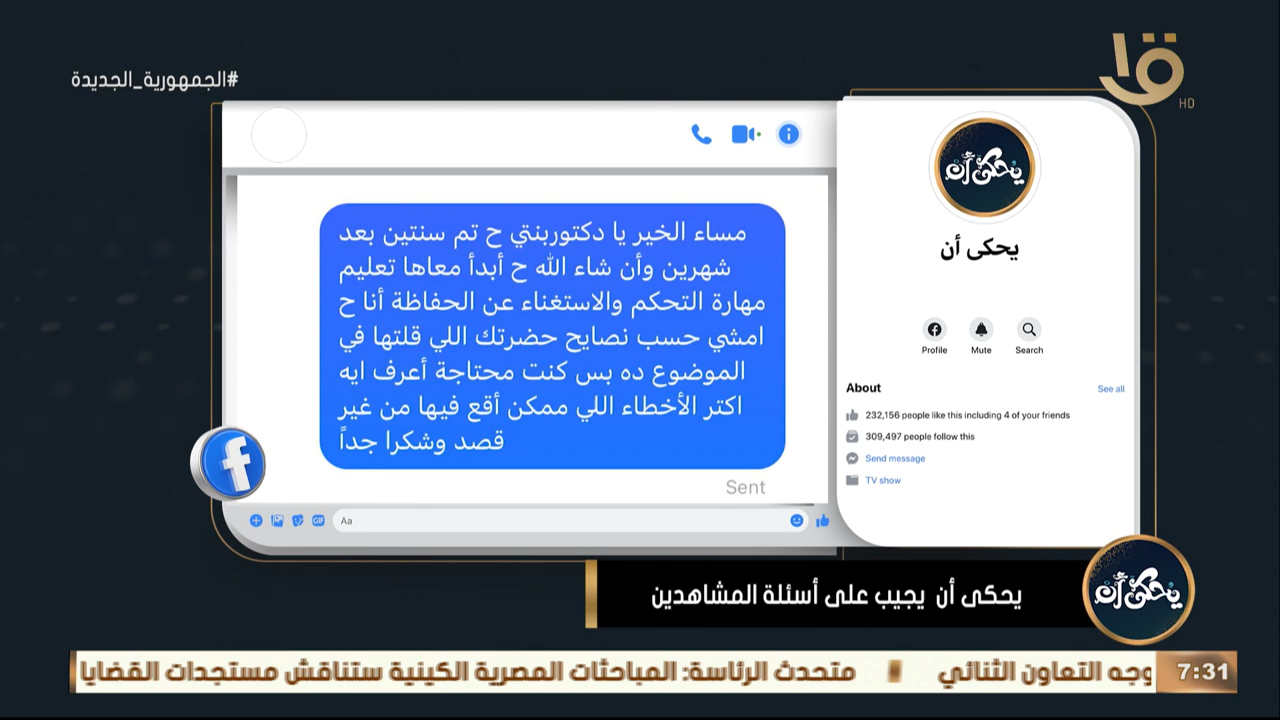 #الجمهورية_الجديدة
HD
مساء الخير يا دكتوربنتي ح تم سنتين بعد
شهرين وأن شاء الله ح أبدأ معاها تعليم
مهارة التحكم والاستغناء عن الحفاظة أنا ح
امشي حسب نصايح حضرتك اللي قلتها في
الموضوع ده بس كنت محتاجة أعرف ايه
اكتر الأخطاء اللي ممكن أقع فيها من غير
قصد وشكرا جداً
Sent
GIF
Aa
يحكى أن
يحكى أن
Profile
Mute
Search
About
See all
232,156 people like this including 4 of your friends
309,497 people follow this
Send message
TV show
يحكى أن يجيب على أسئلة المشاهدين
يحكى أن
7:31
وجه التعاون الثنائي
متحدث الرئاسة: المباحثات المصرية الكينية ستناقش مستجدات القضايا